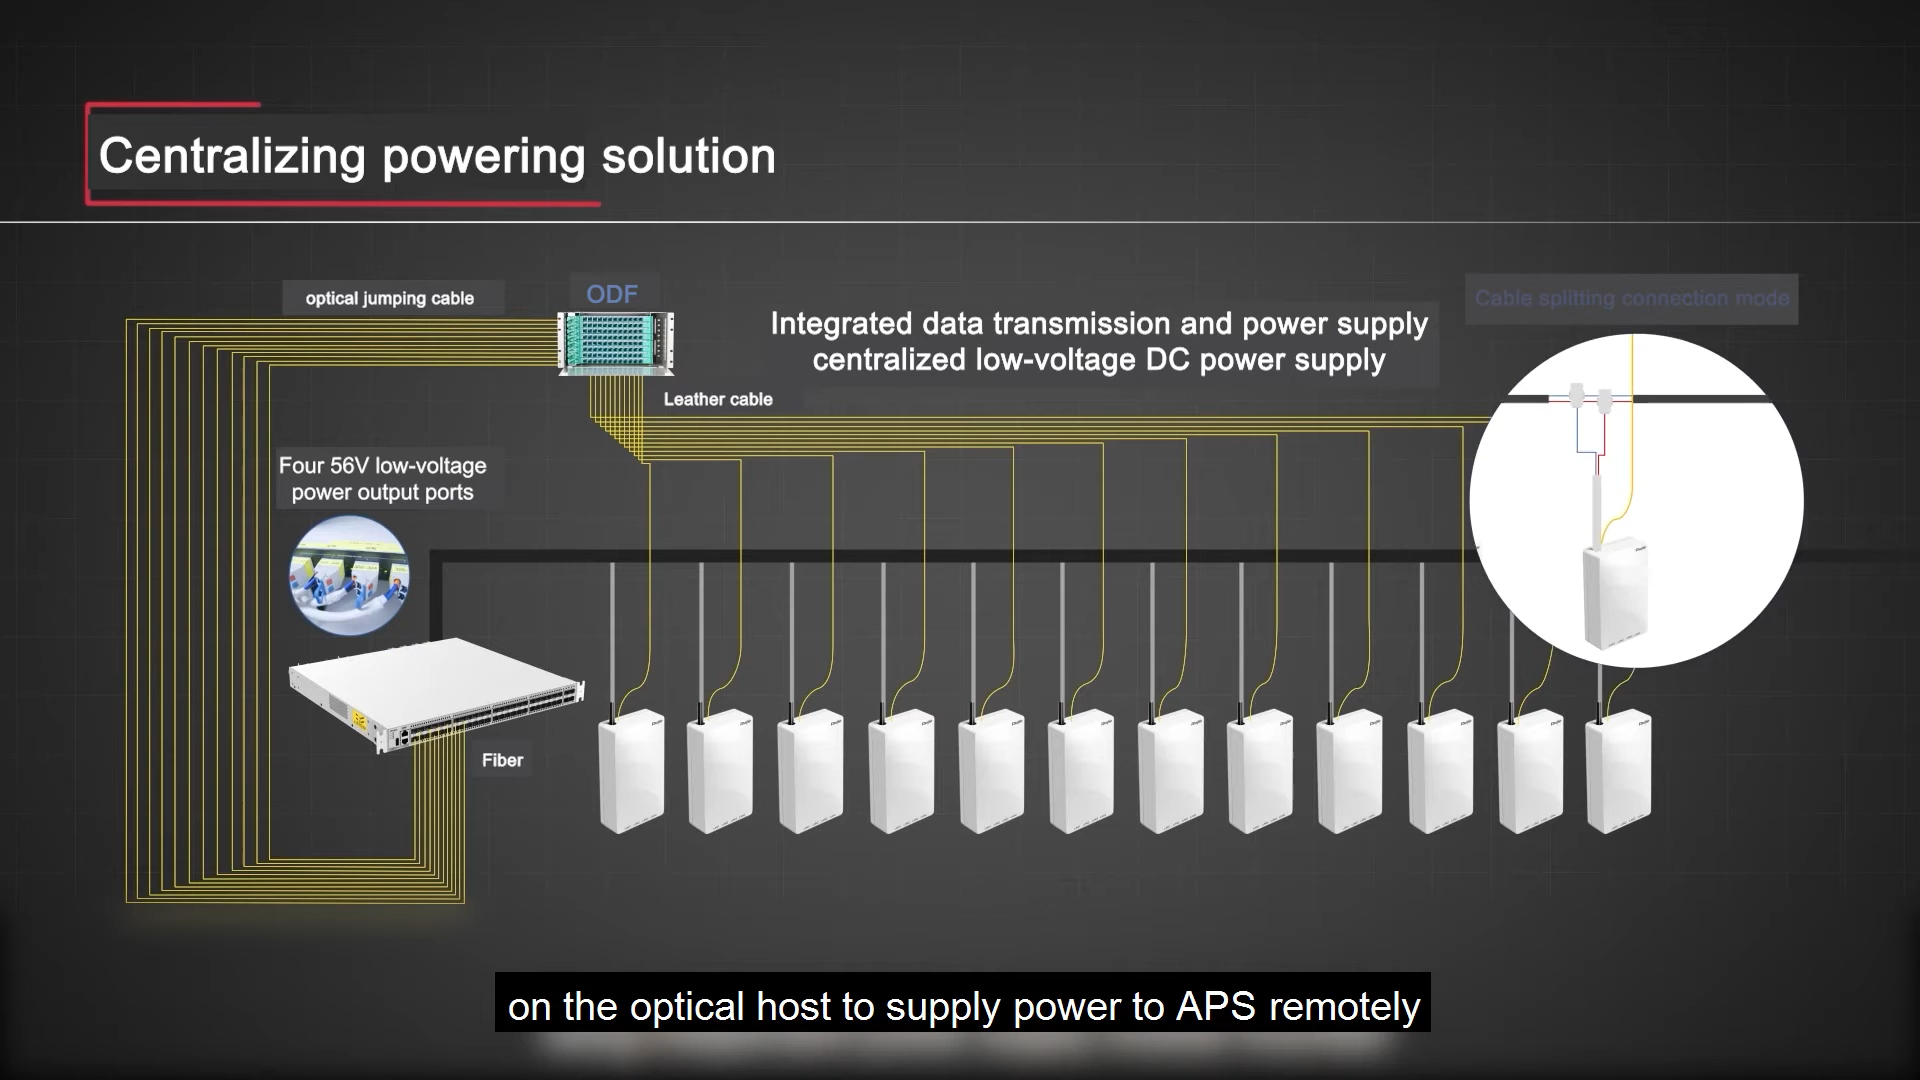 Centralizing powering solution
optical jumping cable
ODF
Integrated data transmission and power supply
centralized low-voltage DC power supply
Cable splitting connection mode
Leather cable
Four 56V low-voltage
power output ports
Fiber
on the optical host to supply power to APS remotely